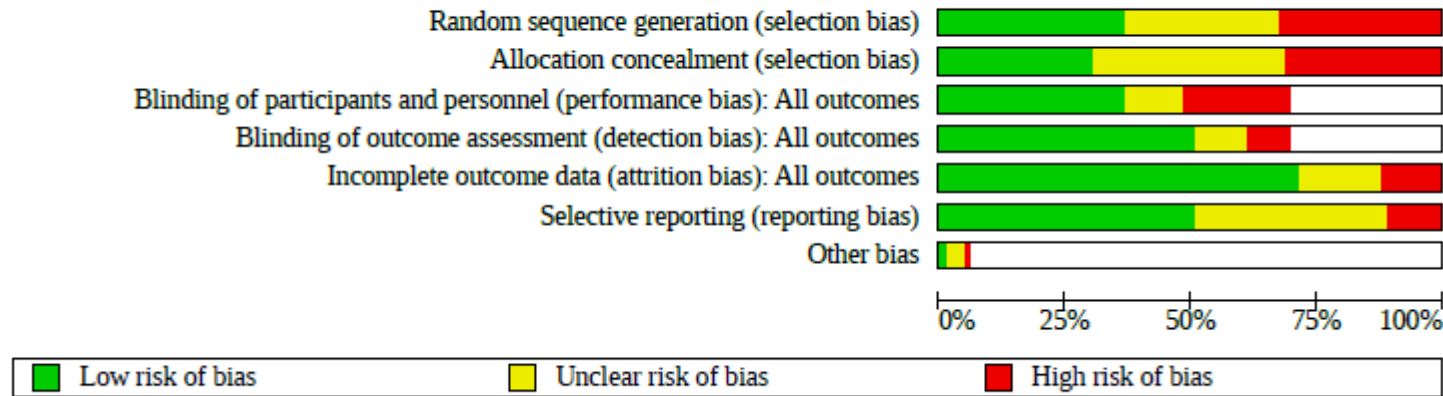 Random sequence generation (selection bias)
Allocation concealment (selection bias)
Blinding of participants and personnel (performance bias): All outcomes
Blinding of outcome assessment (detection bias): All outcomes
Incomplete outcome data (attrition bias): All outcomes
Selective reporting (reporting bias)
Other bias
0% 25% 50% 75% 100%
Low risk of bias Unclear risk of bias High risk of bias